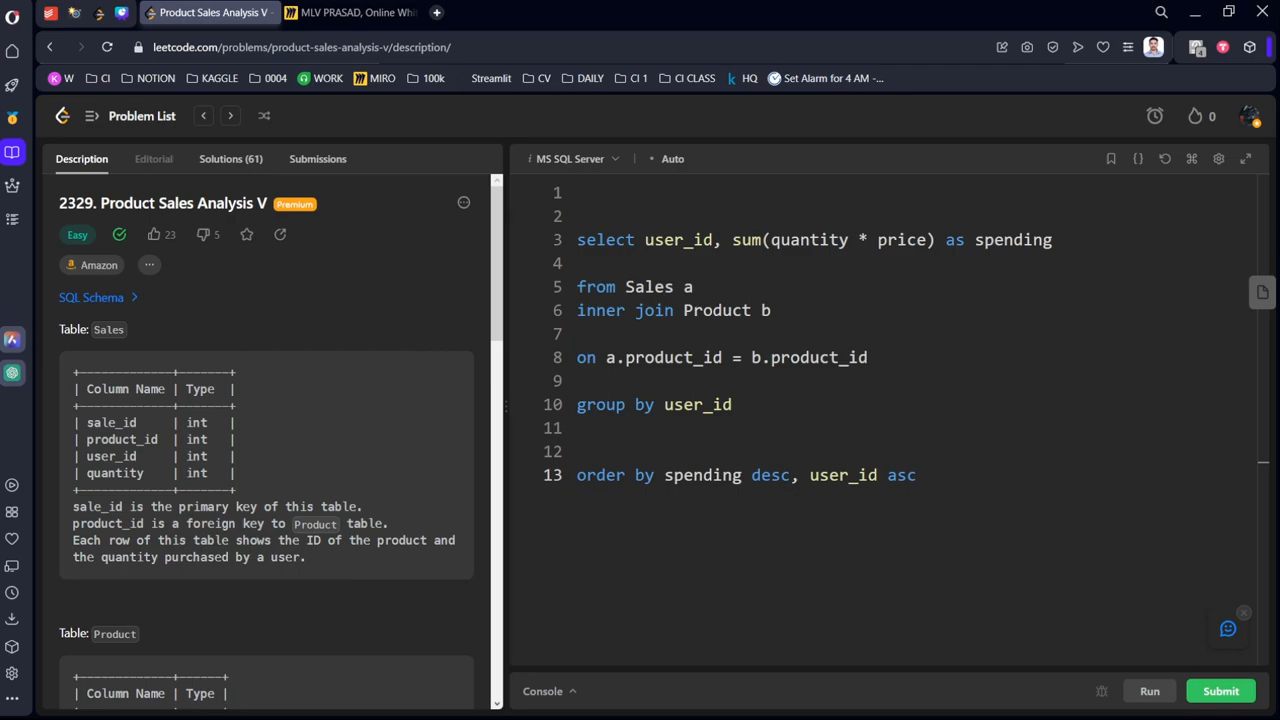 Product Sales Analysis V
MLV PRASAD, Online Whit
leetcode.com/problems/product-sales-analysis-v/description/
4
K W
CI
NOTION
KAGGLE
0004
WORK
MIRO
100k
Streamlit
CV
DAILY
CI 1
CI CLASS
HQ
Set Alarm for 4 AM -...
Problem List
0
Description
Editorial
Solutions (61)
Submissions
2329. Product Sales Analysis V
Premium
Easy
23
5
Amazon
SQL Schema >
Table: Sales
+-------------+-------+
| Column Name | Type  |
+-------------+-------+
| sale_id     | int   |
| product_id  | int   |
| user_id     | int   |
| quantity    | int   |
+-------------+-------+
sale_id is the primary key of this table.
product_id is a foreign key to Product table.
Each row of this table shows the ID of the product and
the quantity purchased by a user.
Table: Product
+-------------+-------+
| Column Name | Type  |
i MS SQL Server
• Auto
1
2
3 select user_id, sum(quantity * price) as spending
4
5 from Sales a
6 inner join Product b
7
8 on a.product_id = b.product_id
9
10 group by user_id
11
12
13 order by spending desc, user_id asc
Console
Run
Submit